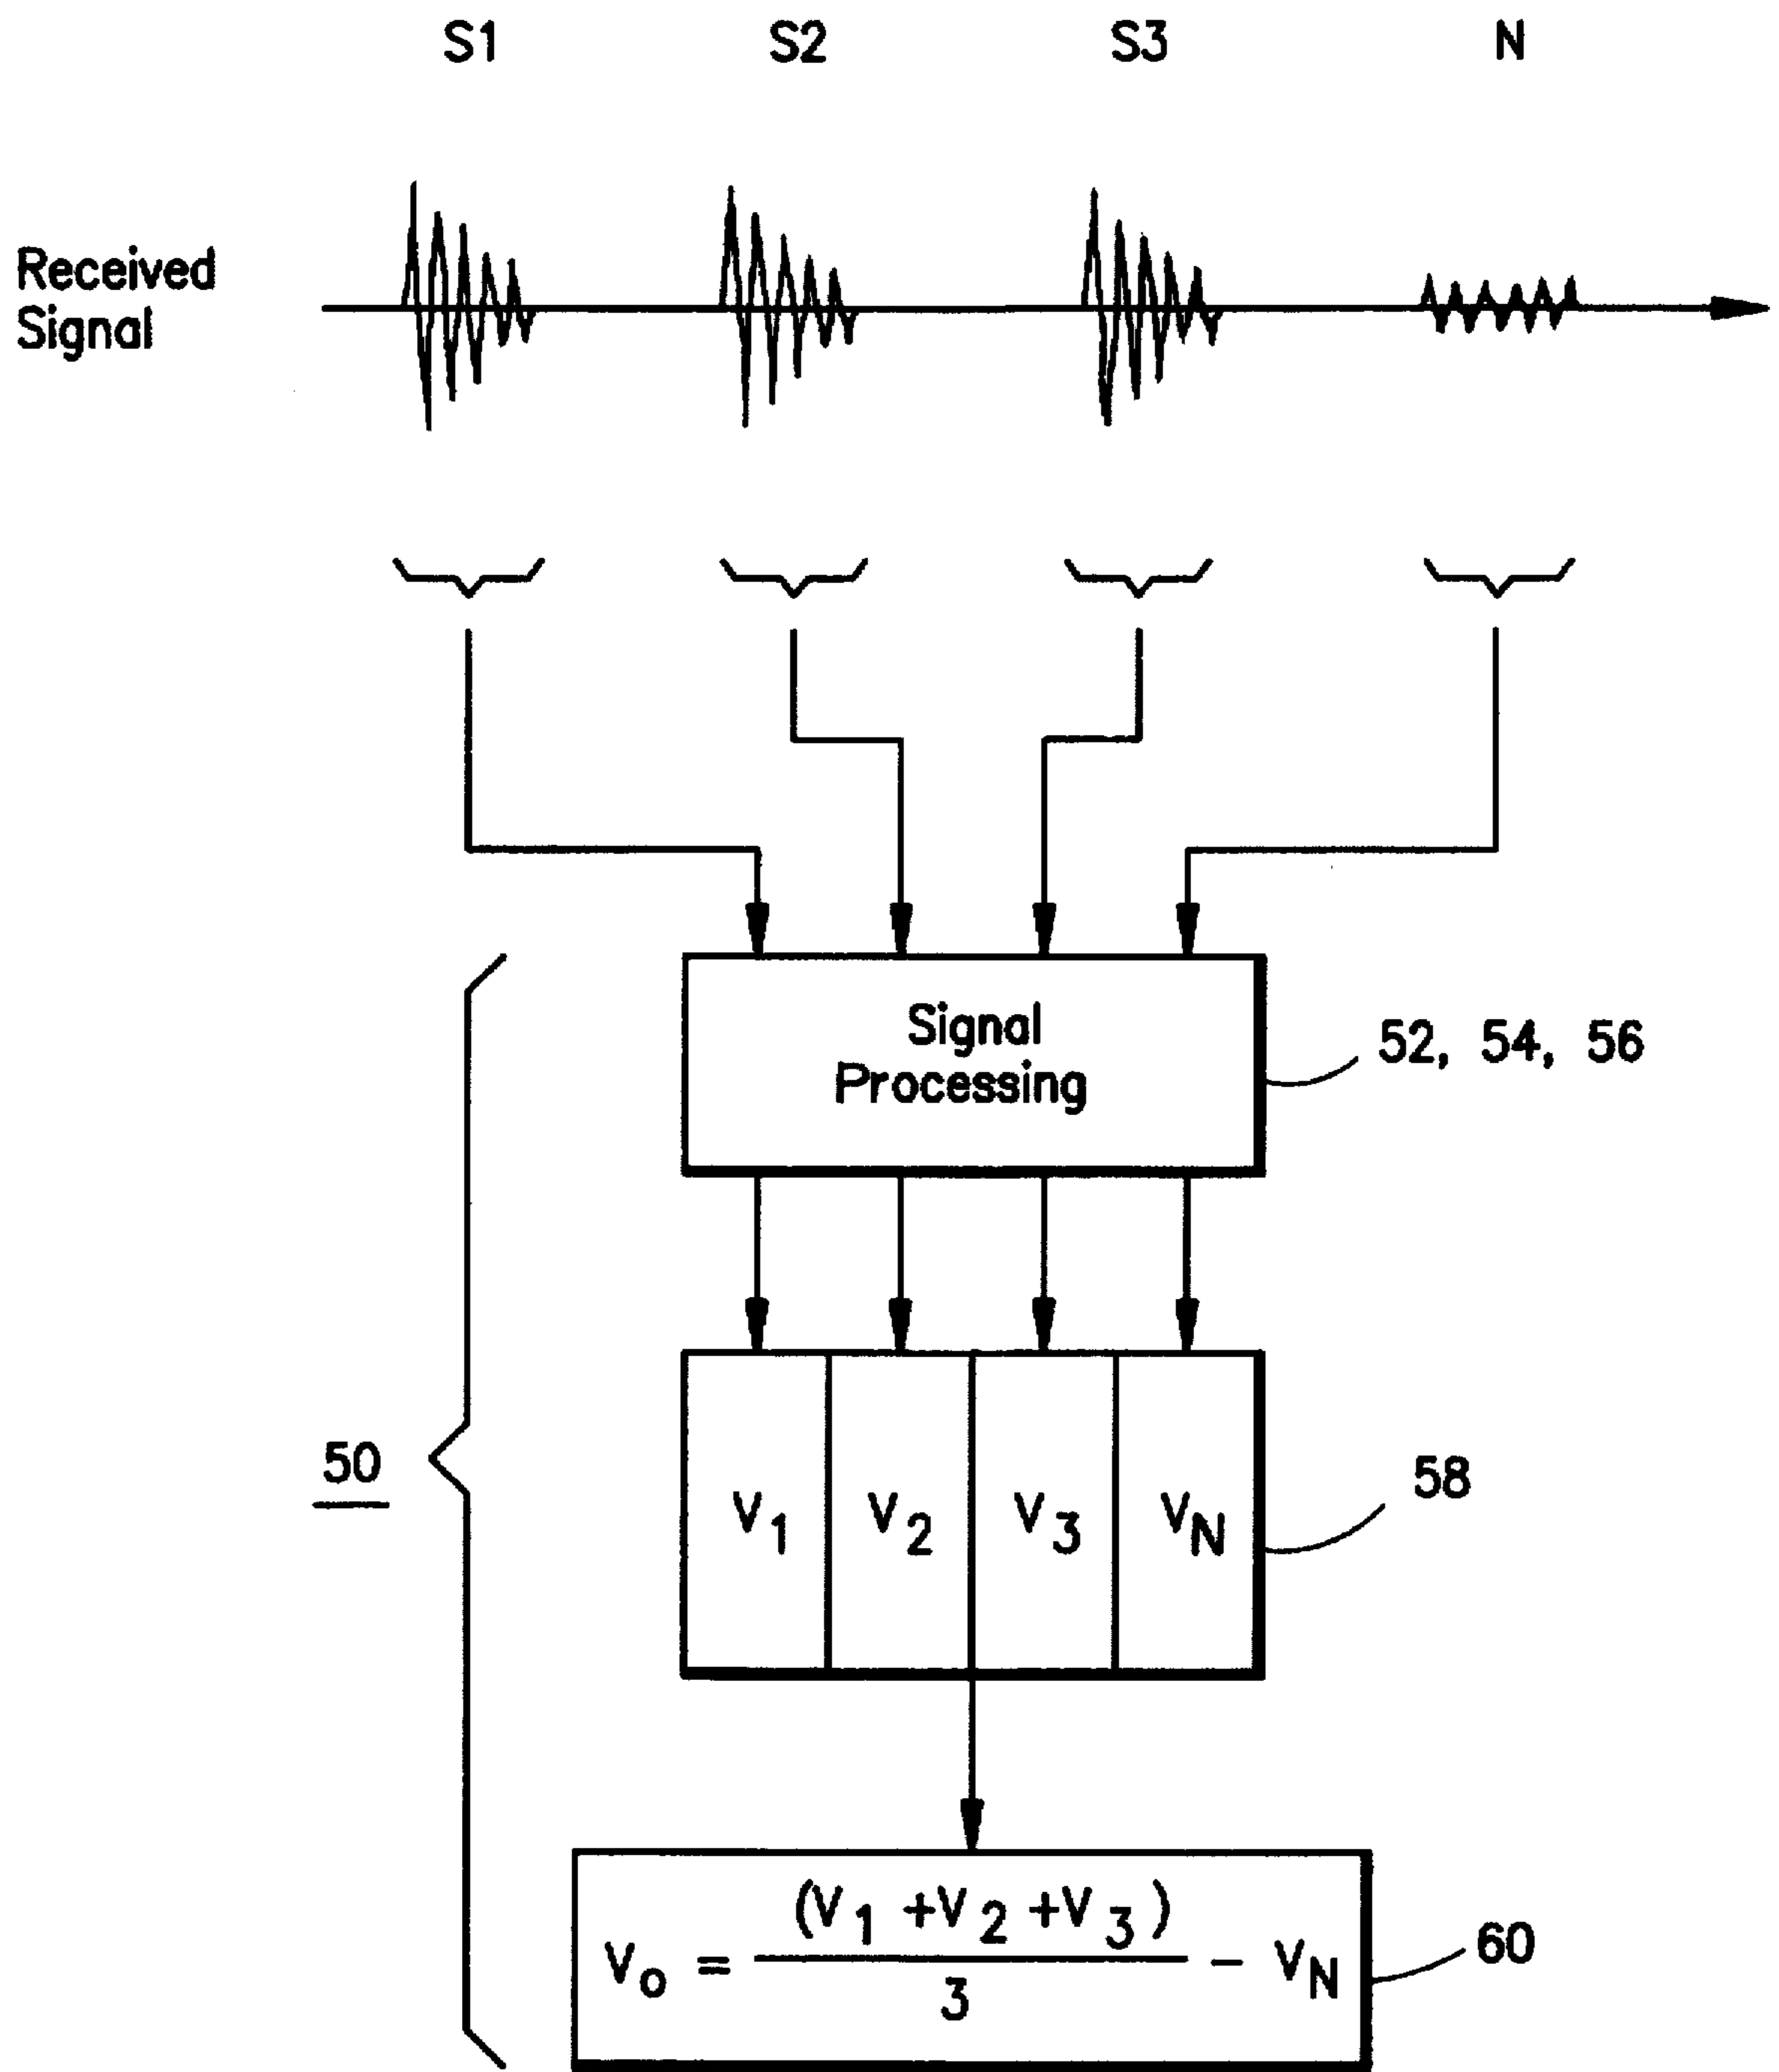 S1 S2 S3 N
Received
Signal
Signal
Processing
52, 54, 56
50
58
V1 V2 V3 VN
Vo = (V1 +V2 +V3) / 3 - VN
60